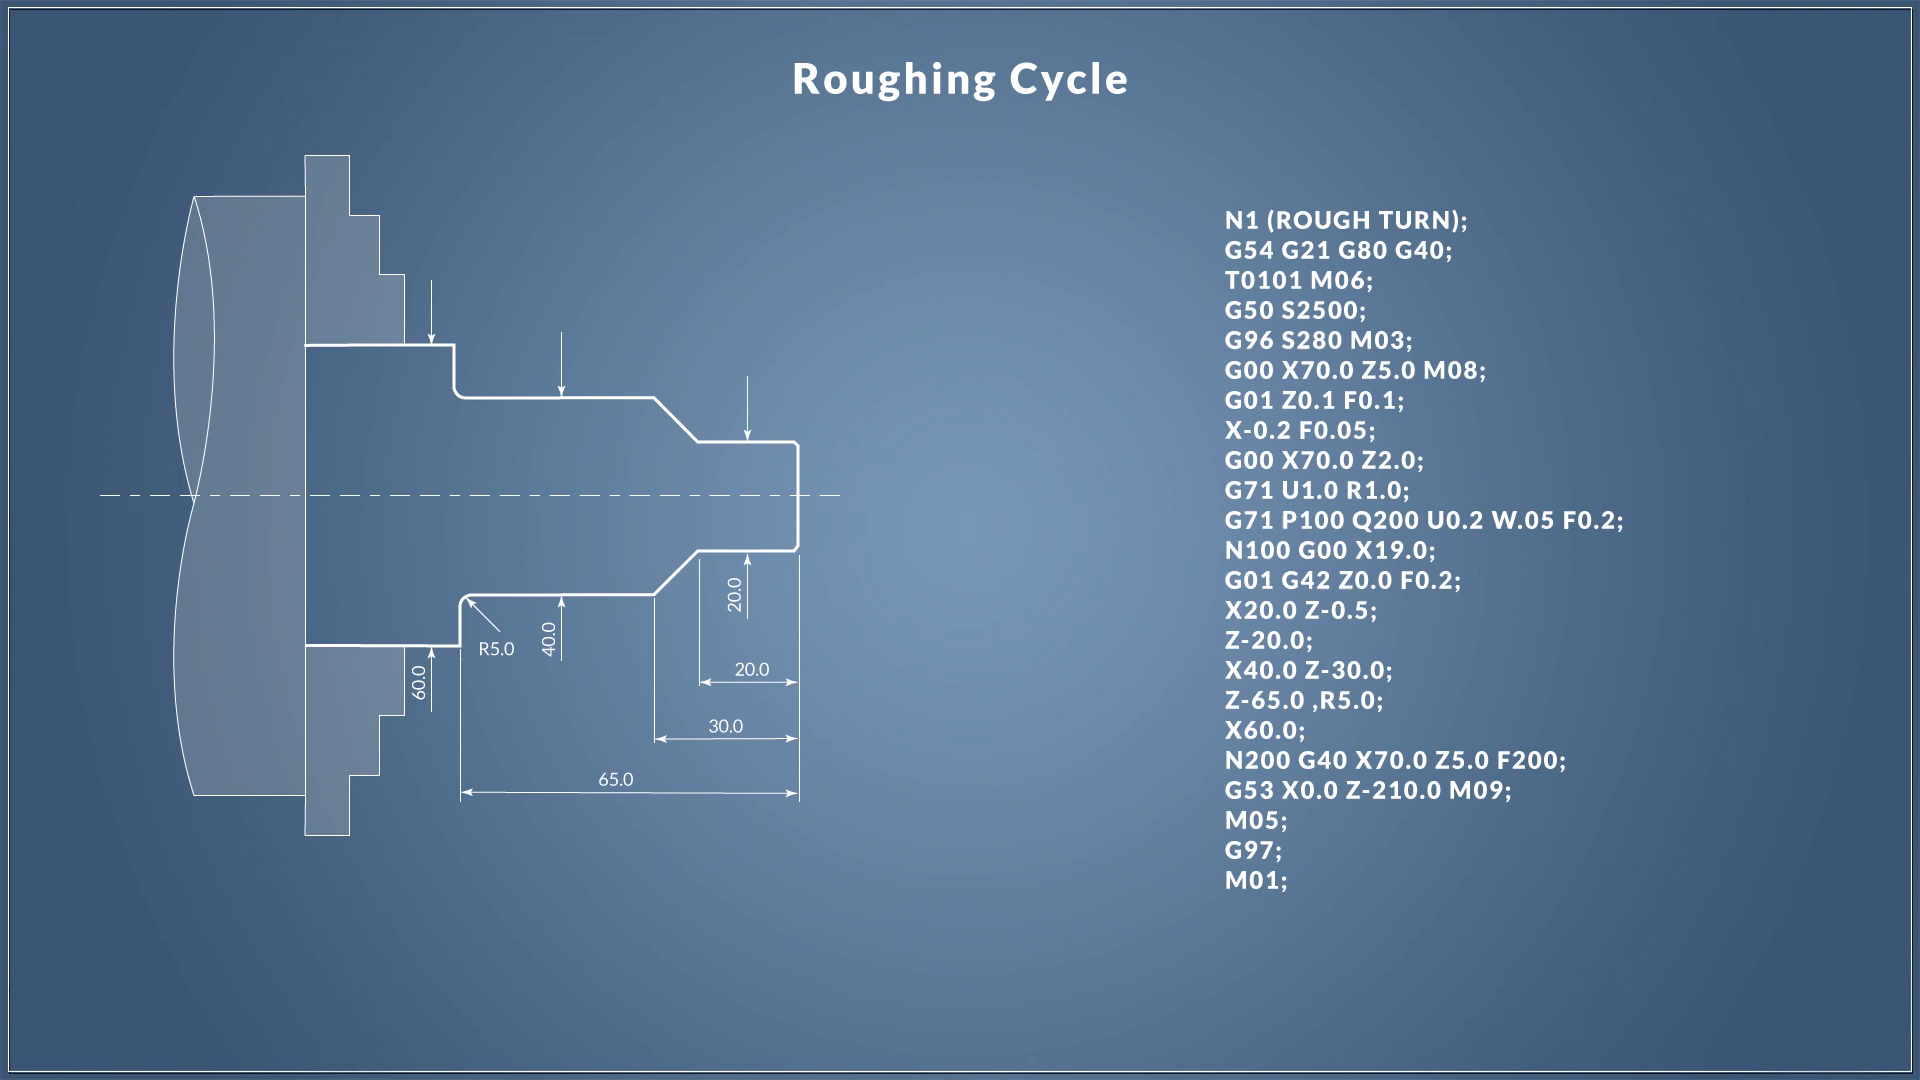 Roughing Cycle
N1 (ROUGH TURN);
G54 G21 G80 G40;
T0101 M06;
G50 S2500;
G96 S280 M03;
G00 X70.0 Z5.0 M08;
G01 Z0.1 F0.1;
X-0.2 F0.05;
G00 X70.0 Z2.0;
G71 U1.0 R1.0;
G71 P100 Q200 U0.2 W.05 F0.2;
N100 G00 X19.0;
G01 G42 Z0.0 F0.2;
X20.0 Z-0.5;
Z-20.0;
X40.0 Z-30.0;
Z-65.0 ,R5.0;
X60.0;
N200 G40 X70.0 Z5.0 F200;
G53 X0.0 Z-210.0 M09;
M05;
G97;
M01;
20.0
40.0
R5.0
60.0
20.0
30.0
65.0